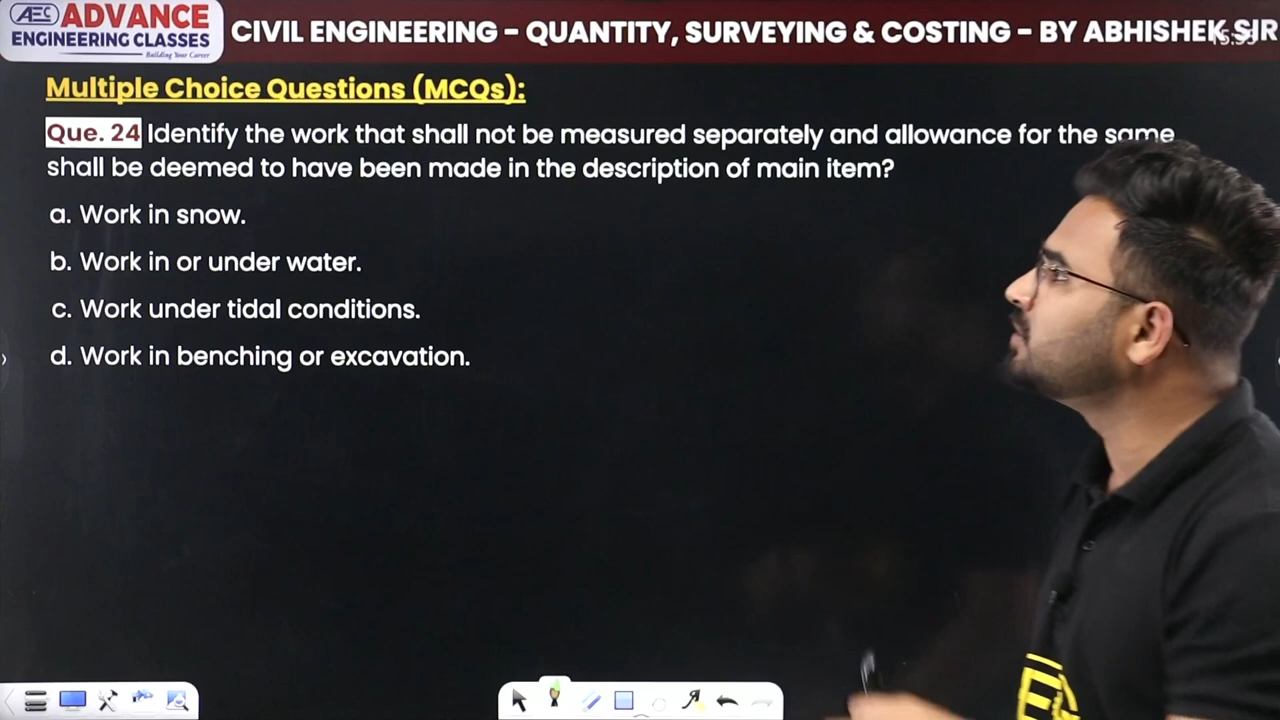 AEC ADVANCE
ENGINEERING CLASSES
Building Your Career
CIVIL ENGINEERING - QUANTITY, SURVEYING & COSTING - BY ABHISHEK SIR
Multiple Choice Questions (MCQs):
Que. 24 Identify the work that shall not be measured separately and allowance for the same
shall be deemed to have been made in the description of main item?
a. Work in snow.
b. Work in or under water.
c. Work under tidal conditions.
d. Work in benching or excavation.